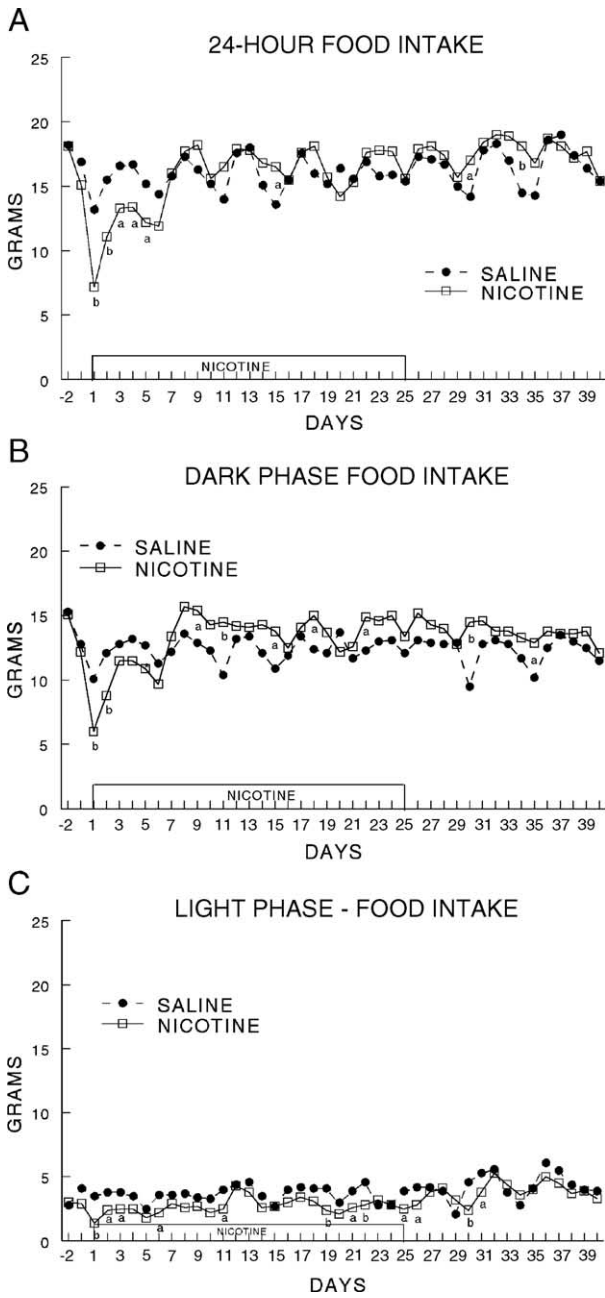 A
24-HOUR FOOD INTAKE
25
20
15
10
5
0
GRAMS
a
b
a
b
a a
b
a
b
SALINE
NICOTINE
NICOTINE
-2 1 3 5 7 9 11 13 15 17 19 21 23 25 27 29 31 33 35 37 39
DAYS
B
DARK PHASE FOOD INTAKE
25
20
15
10
5
0
GRAMS
SALINE
NICOTINE
a b a a a b a
b
b
NICOTINE
-2 1 3 5 7 9 11 13 15 17 19 21 23 25 27 29 31 33 35 37 39
DAYS
C
LIGHT PHASE - FOOD INTAKE
25
20
15
10
5
0
GRAMS
SALINE
NICOTINE
b a a a a b a b a a b a
NICOTINE
-2 1 3 5 7 9 11 13 15 17 19 21 23 25 27 29 31 33 35 37 39
DAYS